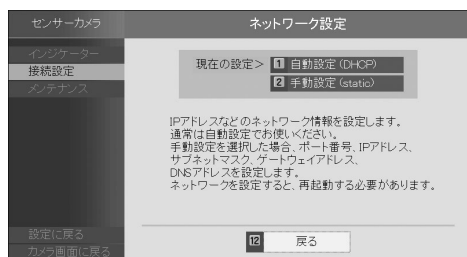 センサーカメラ
ネットワーク設定
インジケーター
接続設定
メンテナンス
現在の設定> 1 自動設定(DHCP)
2 手動設定(static)
IPアドレスなどのネットワーク情報を設定します。
通常は自動設定でお使いください。
手動設定を選択した場合、ポート番号、IPアドレス、
サブネットマスク、ゲートウェイアドレス、
DNSアドレスを設定します。
ネットワークを設定すると、再起動する必要があります。
設定に戻る
カメラ画面に戻る
12 戻る